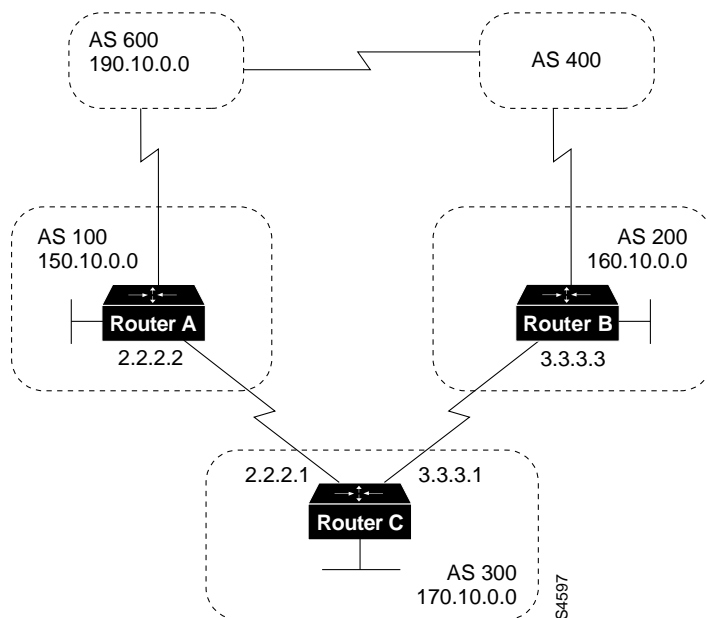 AS 600
190.10.0.0
AS 400
AS 100
150.10.0.0
AS 200
160.10.0.0
Router A
Router B
2.2.2.2
3.3.3.3
2.2.2.1
3.3.3.1
Router C
AS 300
170.10.0.0
S4597